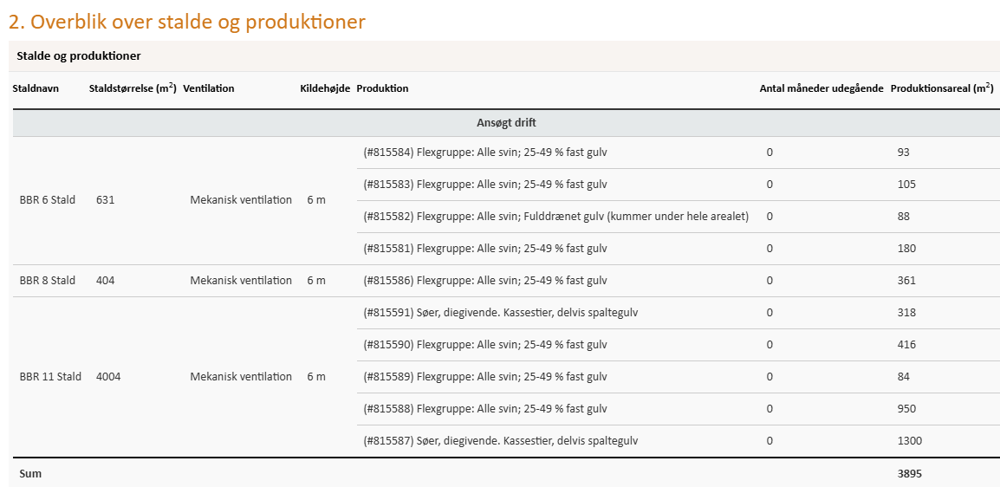 2. Overblik over stalde og produktioner
Stalde og produktioner
Staldnavn Staldstørrelse (m²) Ventilation Kildehøjde Produktion Antal måneder udegående Produktionsareal (m²)
Ansøgt drift
(#815584) Flexgruppe: Alle svin; 25-49 % fast gulv 0 93
(#815583) Flexgruppe: Alle svin; 25-49 % fast gulv 0 105
BBR 6 Stald 631 Mekanisk ventilation 6 m
(#815582) Flexgruppe: Alle svin; Fulddrænet gulv (kummer under hele arealet) 0 88
(#815581) Flexgruppe: Alle svin; 25-49 % fast gulv 0 180
BBR 8 Stald 404 Mekanisk ventilation 6 m (#815586) Flexgruppe: Alle svin; 25-49 % fast gulv 0 361
(#815591) Søer, diegivende. Kassestier, delvis spaltegulv 0 318
(#815590) Flexgruppe: Alle svin; 25-49 % fast gulv 0 416
BBR 11 Stald 4004 Mekanisk ventilation 6 m (#815589) Flexgruppe: Alle svin; 25-49 % fast gulv 0 84
(#815588) Flexgruppe: Alle svin; 25-49 % fast gulv 0 950
(#815587) Søer, diegivende. Kassestier, delvis spaltegulv 0 1300
Sum 3895